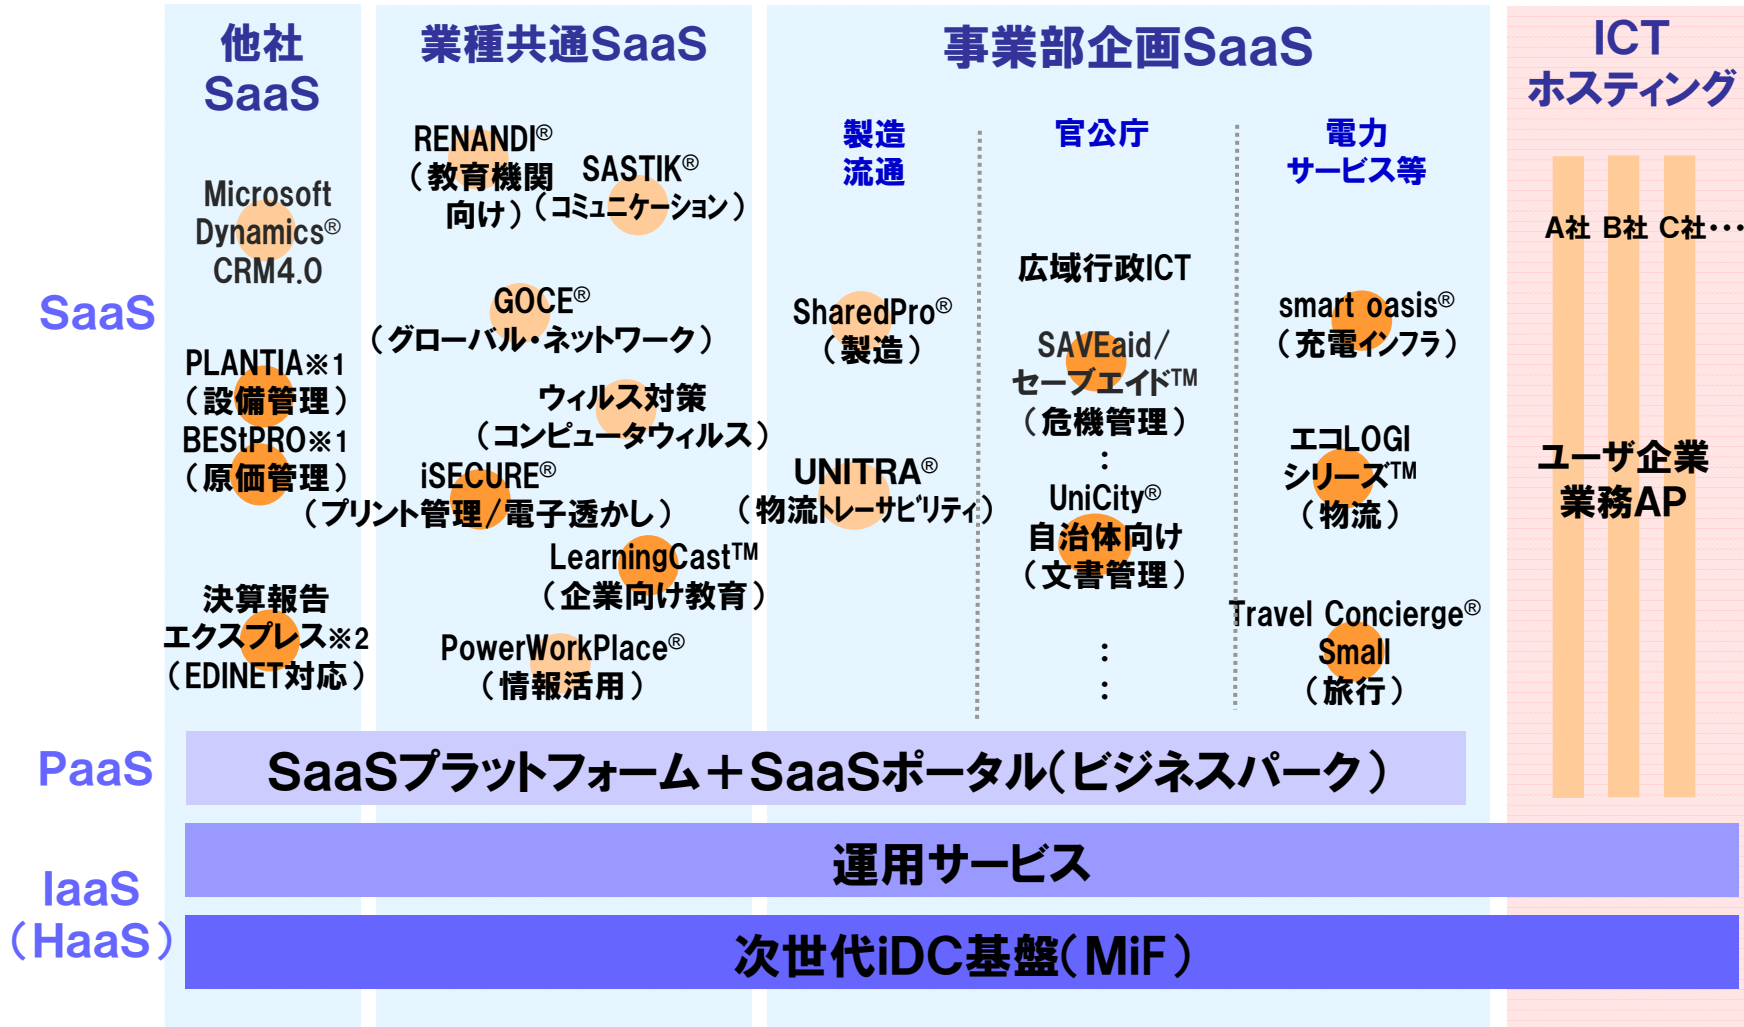 他社
SaaS
業種共通SaaS
事業部企画SaaS
ICT
ホスティング
SaaS
Microsoft
Dynamics®
CRM4.0
PLANTIA※1
（設備管理）
BEStPRO※1
（原価管理）
決算報告
エクスプレス※2
（EDINET対応）
RENANDI®
（教育機関
向け）
SASTIK®
（コミュニケーション）
GOCE®
（グローバル・ネットワーク）
ウィルス対策
（コンピュータウィルス）
iSECURE®
（プリント管理/電子透かし）
LearningCast™
（企業向け教育）
PowerWorkPlace®
（情報活用）
製造
流通
SharedPro®
（製造）
UNITRA®
（物流トレーサビリティ）
官公庁
広域行政ICT
SAVEaid/
セーブエイド™
（危機管理）
：
UniCity®
自治体向け
（文書管理）
：
：
電力
サービス等
smart oasis®
（充電インフラ）
エコLOGI
シリーズ™
（物流）
Travel Concierge®
Small
（旅行）
A社 B社 C社・・・
ユーザ企業
業務AP
PaaS
SaaSプラットフォーム＋SaaSポータル（ビジネスパーク）
IaaS
（HaaS）
運用サービス
次世代iDC基盤（MiF）